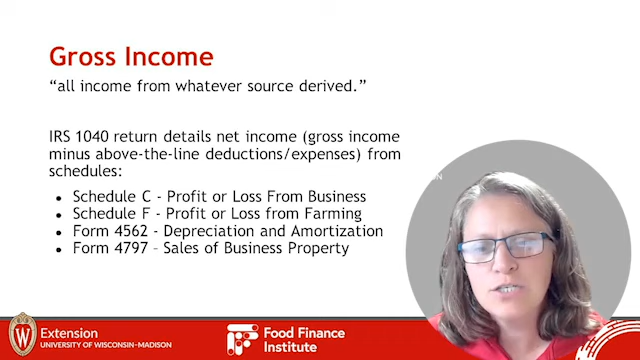 Gross Income
“all income from whatever source derived.”
IRS 1040 return details net income (gross income
minus above-the-line deductions/expenses) from
schedules:
● Schedule C - Profit or Loss From Business
● Schedule F - Profit or Loss from Farming
● Form 4562 - Depreciation and Amortization
● Form 4797 – Sales of Business Property
W
Extension
UNIVERSITY OF WISCONSIN-MADISON
Food Finance
Institute